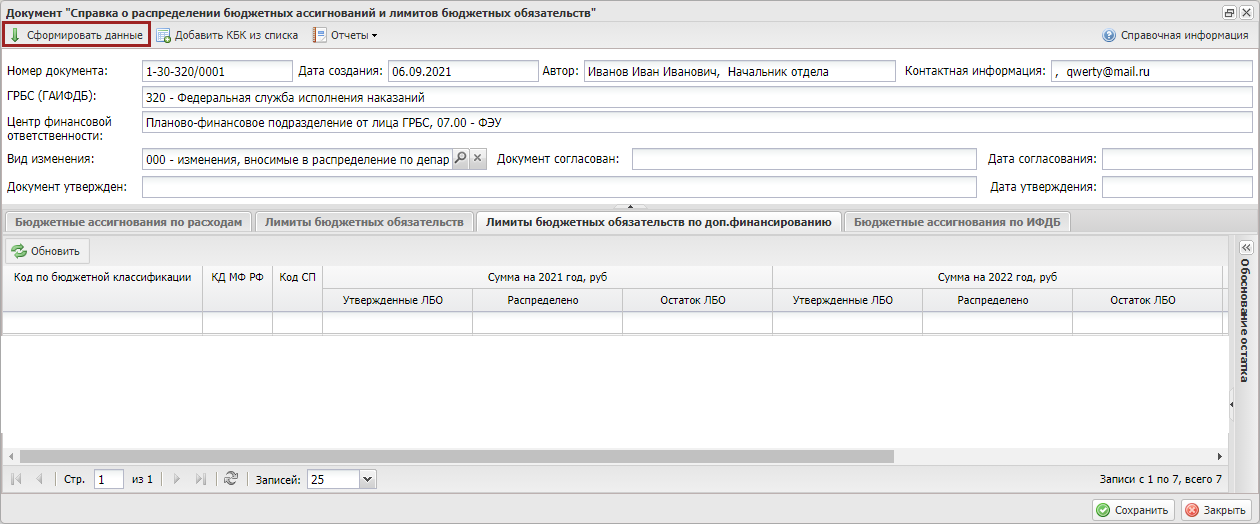 Документ "Справка о распределении бюджетных ассигнований и лимитов бюджетных обязательств"
Сформировать данные Добавить КБК из списка Отчеты Справочная информация
Номер документа: 1-30-320/0001 Дата создания: 06.09.2021 Автор: Иванов Иван Иванович, Начальник отдела Контактная информация: , qwerty@mail.ru
ГРБС (ГАИФДБ): 320 - Федеральная служба исполнения наказаний
Центр финансовой ответственности: Планово-финансовое подразделение от лица ГРБС, 07.00 - ФЭУ
Вид изменения: 000 - изменения, вносимые в распределение по депар Документ согласован: Дата согласования:
Документ утвержден: Дата утверждения:
Бюджетные ассигнования по расходам Лимиты бюджетных обязательств Лимиты бюджетных обязательств по доп.финансированию Бюджетные ассигнования по ИФДБ
Обновить
Код по бюджетной классификации КД МФ РФ Код СП Сумма на 2021 год, руб Сумма на 2022 год, руб
Утвержденные ЛБО Распределено Остаток ЛБО Утвержденные ЛБО Распределено Остаток ЛБО
Обоснование остатка
Стр. 1 из 1 Записей: 25 Записи с 1 по 7, всего 7
Сохранить Закрыть